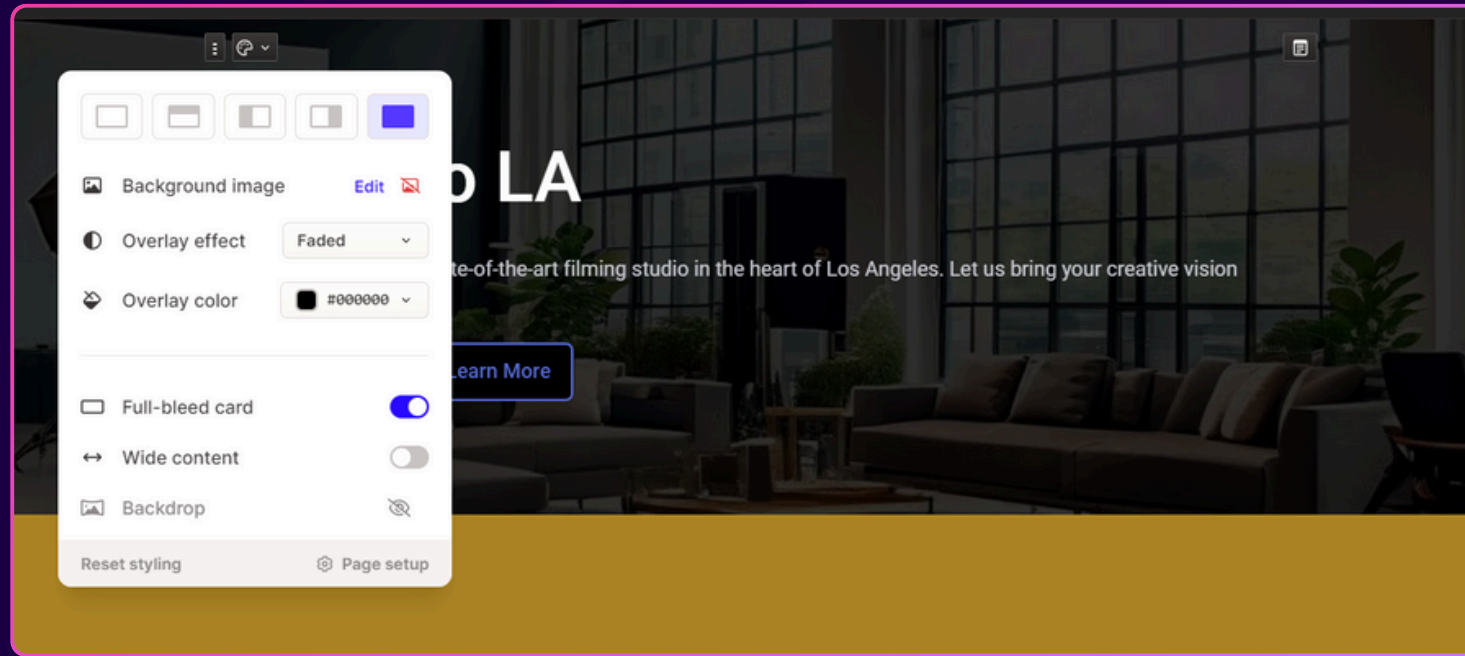 o LA
Background image Edit
Overlay effect Faded
te-of-the-art filming studio in the heart of Los Angeles. Let us bring your creative vision
Overlay color #000000
Learn More
Full-bleed card
Wide content
Backdrop
Reset styling Page setup